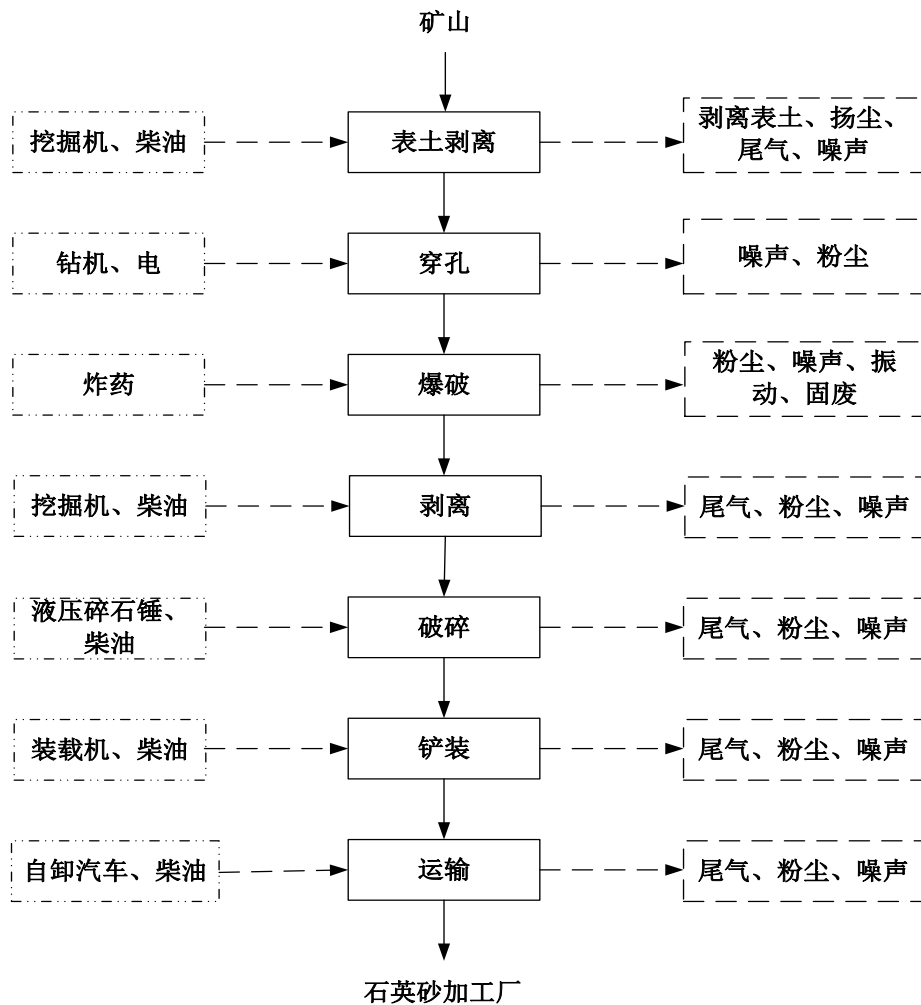 矿山
挖掘机、柴油
表土剥离
剥离表土、扬尘、
尾气、噪声
钻机、电
穿孔
噪声、粉尘
炸药
爆破
粉尘、噪声、振
动、固废
挖掘机、柴油
剥离
尾气、粉尘、噪声
液压碎石锤、
柴油
破碎
尾气、粉尘、噪声
装载机、柴油
铲装
尾气、粉尘、噪声
自卸汽车、柴油
运输
尾气、粉尘、噪声
石英砂加工厂